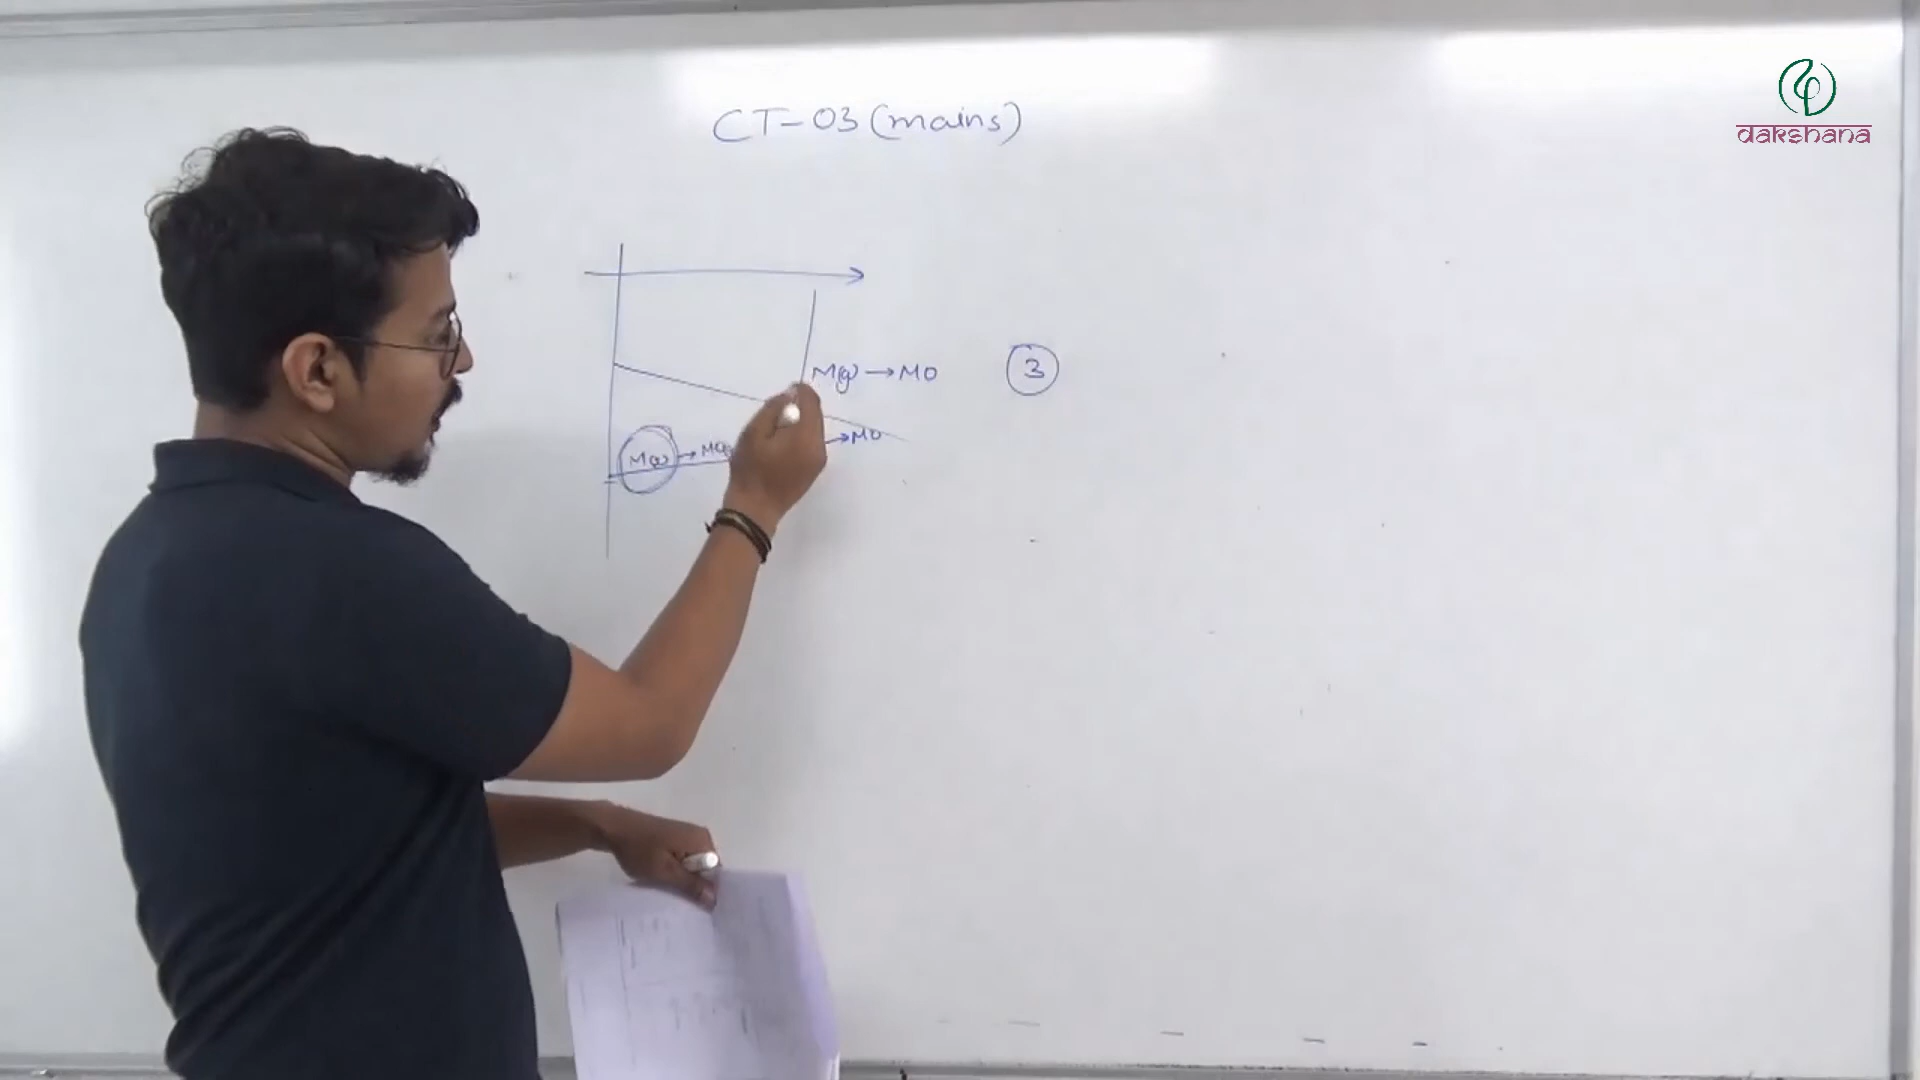 CT-03 (mains)
dakshana
M(g) → MO
3
→ MO
M(s) →